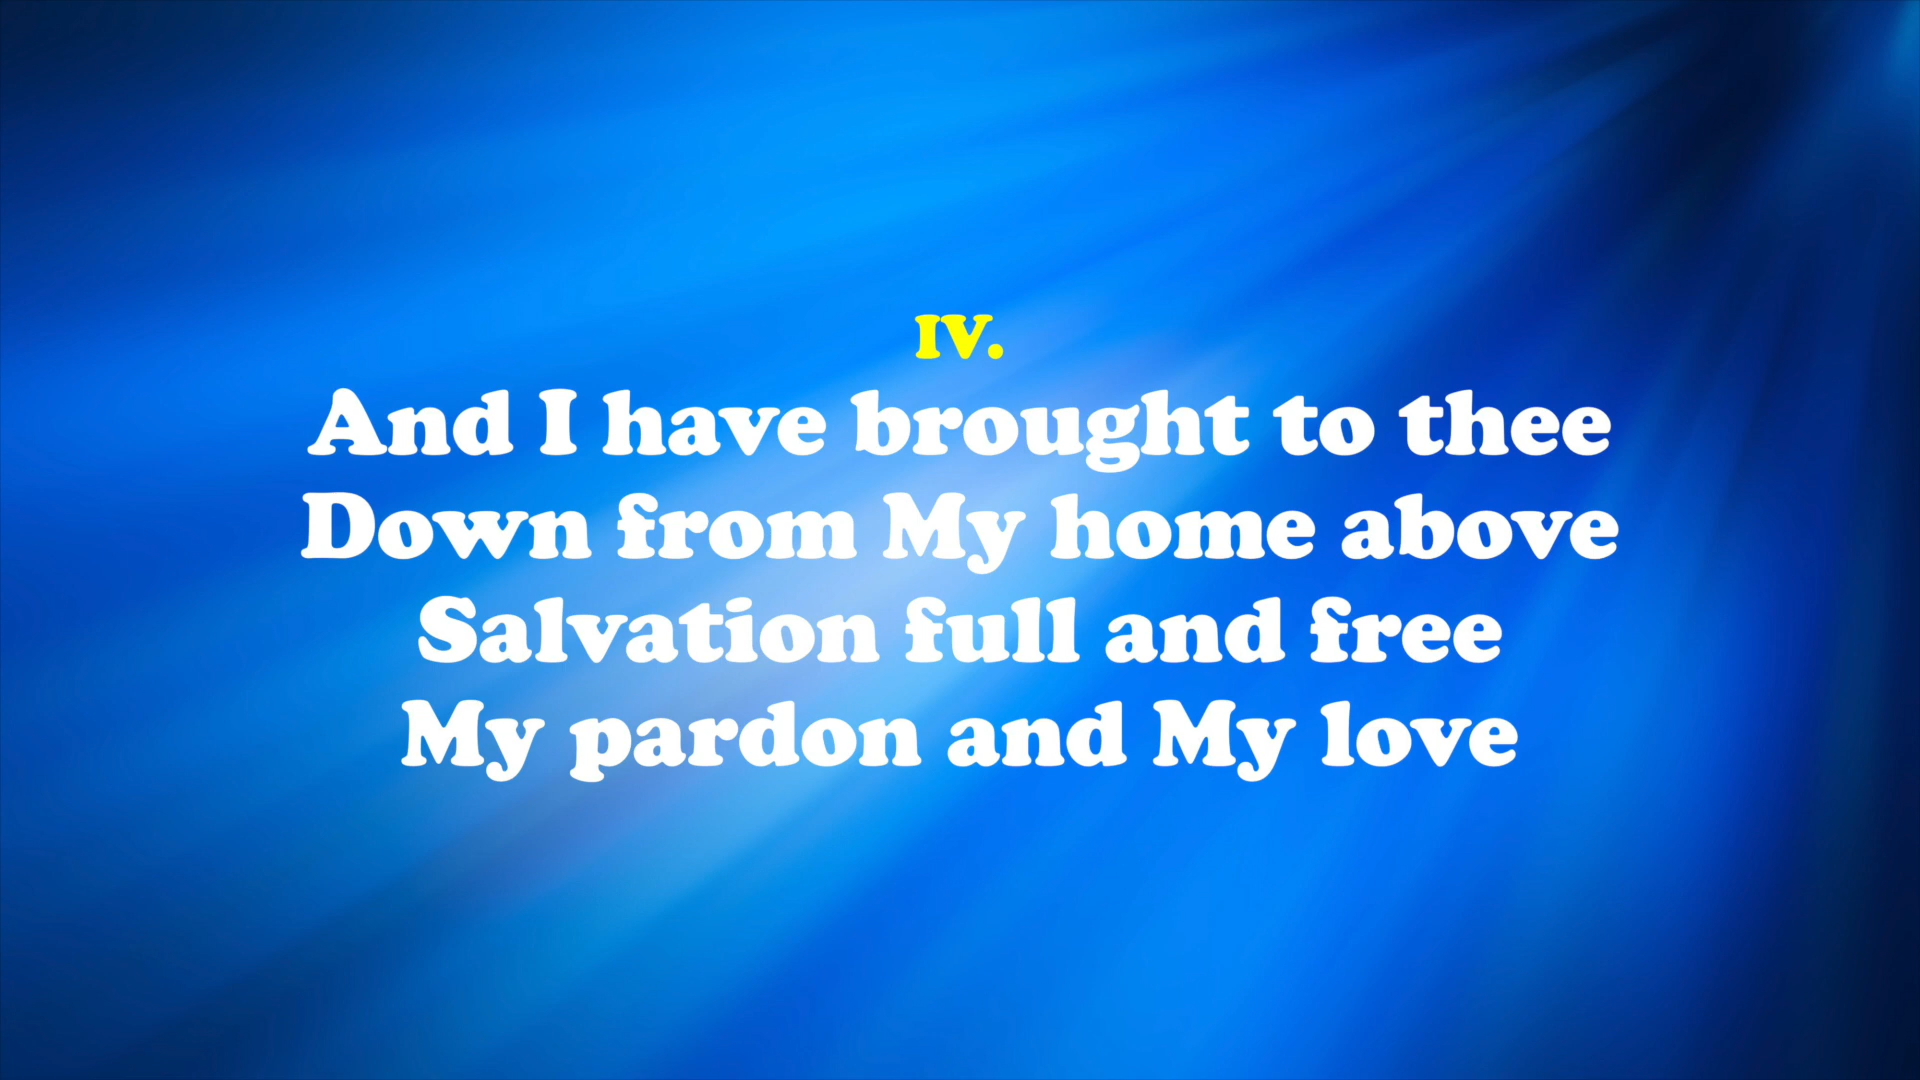 IV.
And I have brought to thee
Down from My home above
Salvation full and free
My pardon and My love